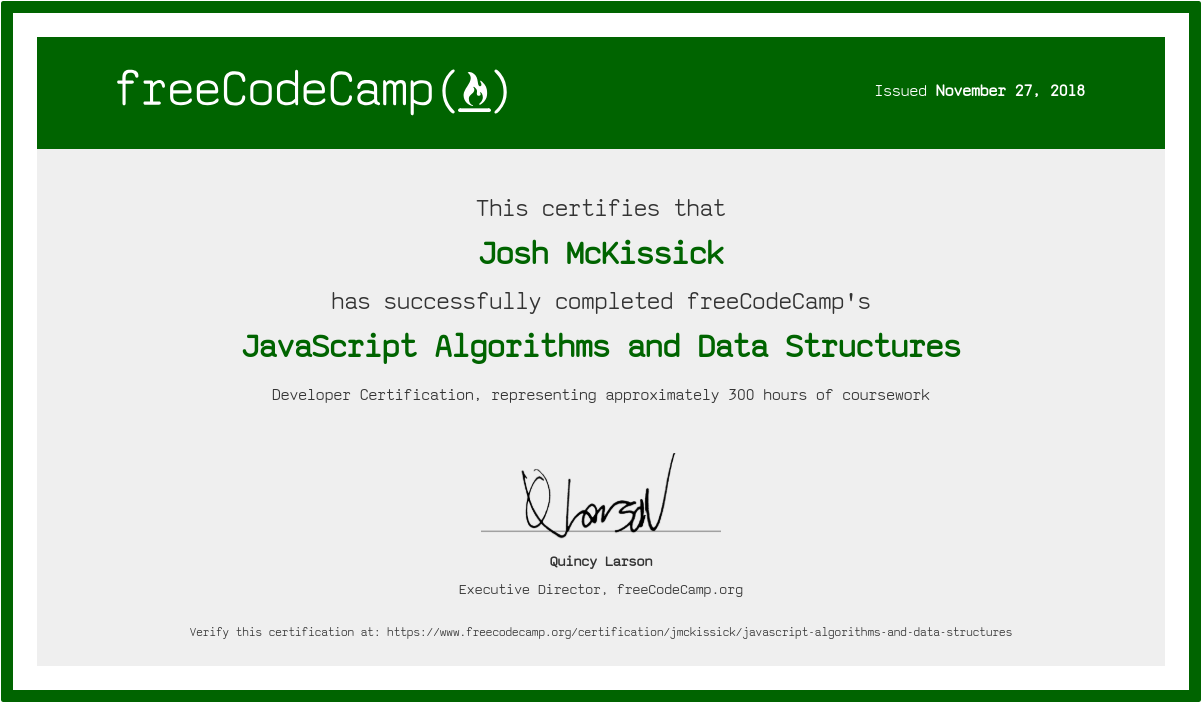 freeCodeCamp(🔥)
Issued November 27, 2018
This certifies that
Josh McKissick
has successfully completed freeCodeCamp's
JavaScript Algorithms and Data Structures
Developer Certification, representing approximately 300 hours of coursework
Q Larson
Quincy Larson
Executive Director, freeCodeCamp.org
Verify this certification at: https://www.freecodecamp.org/certification/jmckissick/javascript-algorithms-and-data-structures